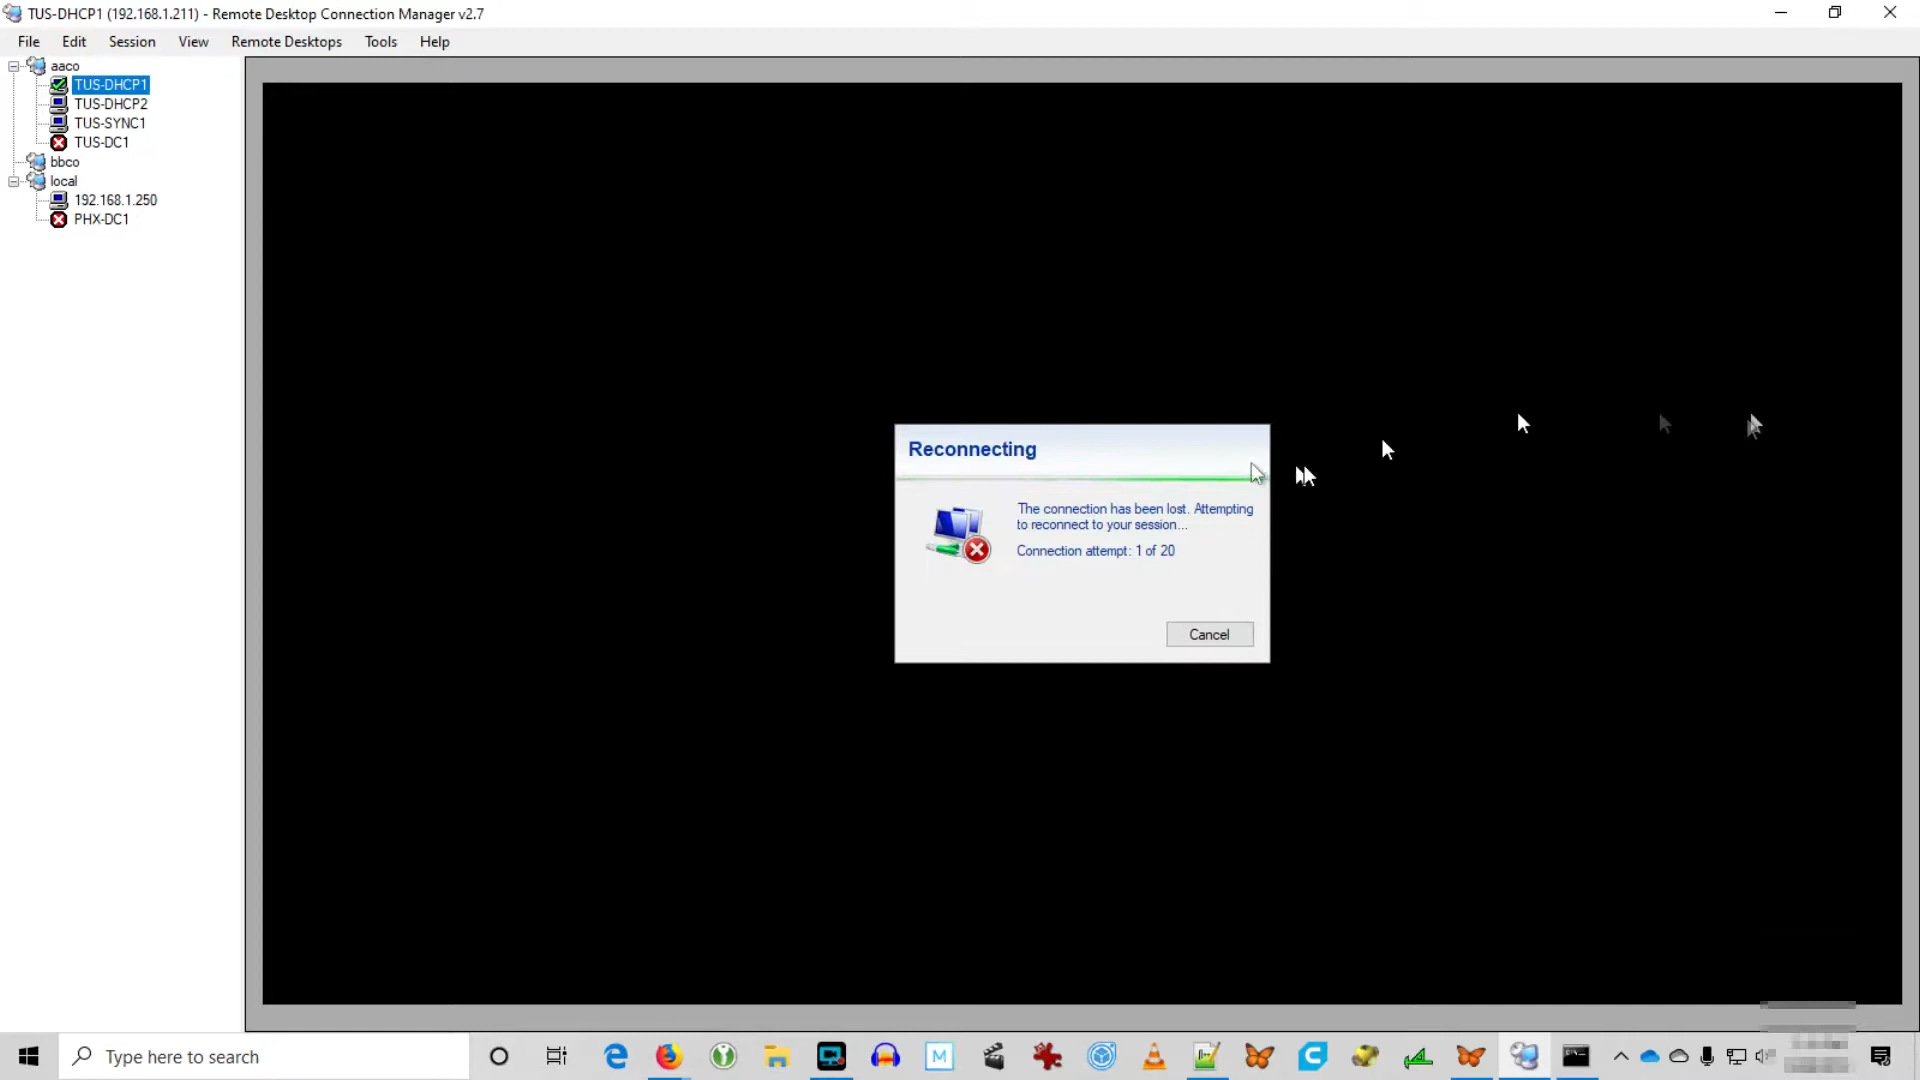 TUS-DHCP1 (192.168.1.211) - Remote Desktop Connection Manager v2.7
File Edit Session View Remote Desktops Tools Help
aaco
TUS-DHCP1
TUS-DHCP2
TUS-SYNC1
TUS-DC1
bbco
local
192.168.1.250
PHX-DC1
Reconnecting
The connection has been lost. Attempting
to reconnect to your session...
Connection attempt: 1 of 20
Cancel
Type here to search